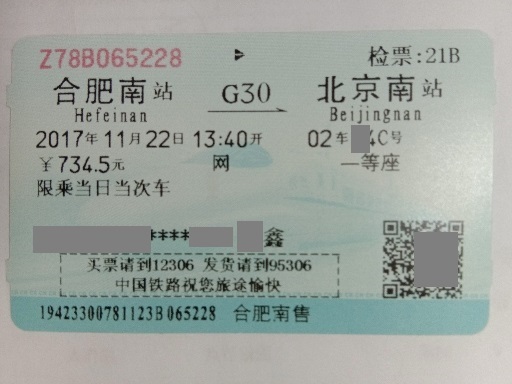 Z78B065228 检票:21B
合肥南站 G30 北京南站
Hefeinan Beijingnan
2017年11月22日13:40开 02车 4C号
￥734.5元 网 一等座
限乘当日当次车
**** 鑫
买票请到12306 发货请到95306
中国铁路祝您旅途愉快
19423300781123B065228 合肥南售